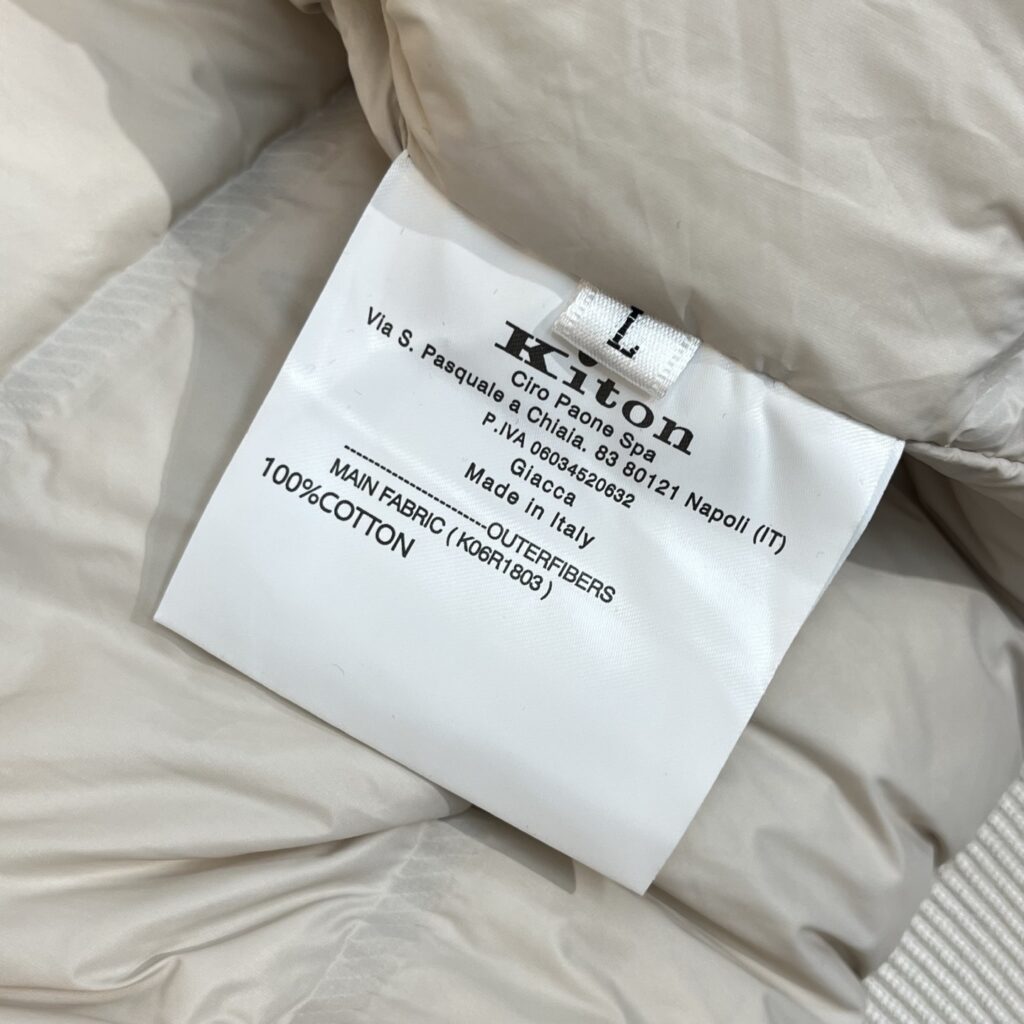 L
Kiton
Ciro Paone Spa
Via S. Pasquale a Chiaia. 83 80121 Napoli (IT)
P.IVA 06034520632
Giacca
Made in Italy
-----------------------OUTERFIBERS
MAIN FABRIC ( K06R1803 )
100%COTTON